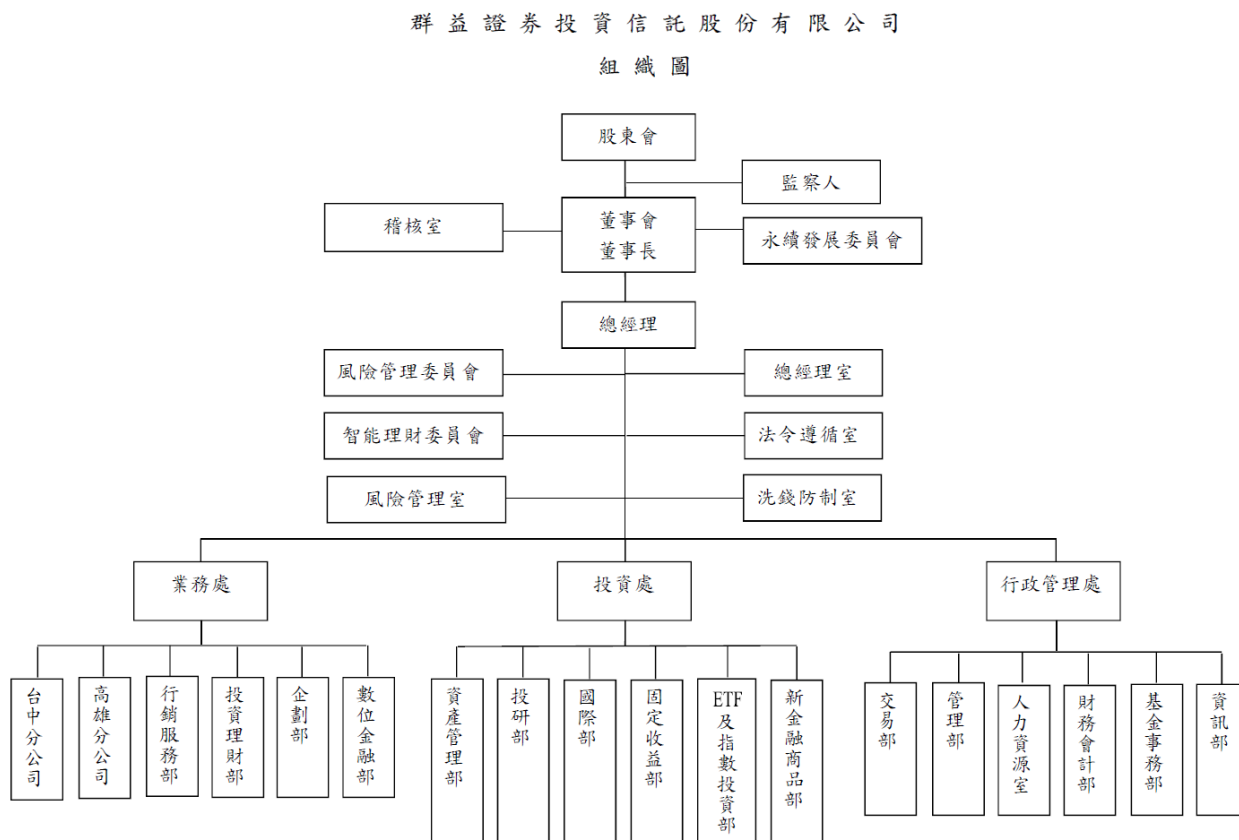 群益證券投資信託股份有限公司
組織圖
股東會
監察人
稽核室
董事會
董事長
永續發展委員會
總經理
風險管理委員會
總經理室
智能理財委員會
法令遵循室
風險管理室
洗錢防制室
業務處
投資處
行政管理處
台中分公司
高雄分公司
行銷服務部
投資理財部
企劃部
數位金融部
資產管理部
投研部
國際部
固定收益部
ETF及指數投資部
新金融商品部
交易部
管理部
人力資源室
財務會計部
基金事務部
資訊部